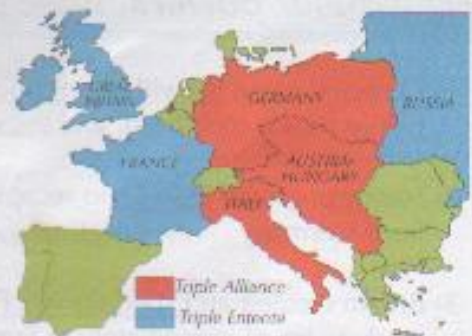 GREAT
BRITAIN
GERMANY
RUSSIA
FRANCE
AUSTRIA-
HUNGARY
ITALY
Triple Alliance
Triple Entente